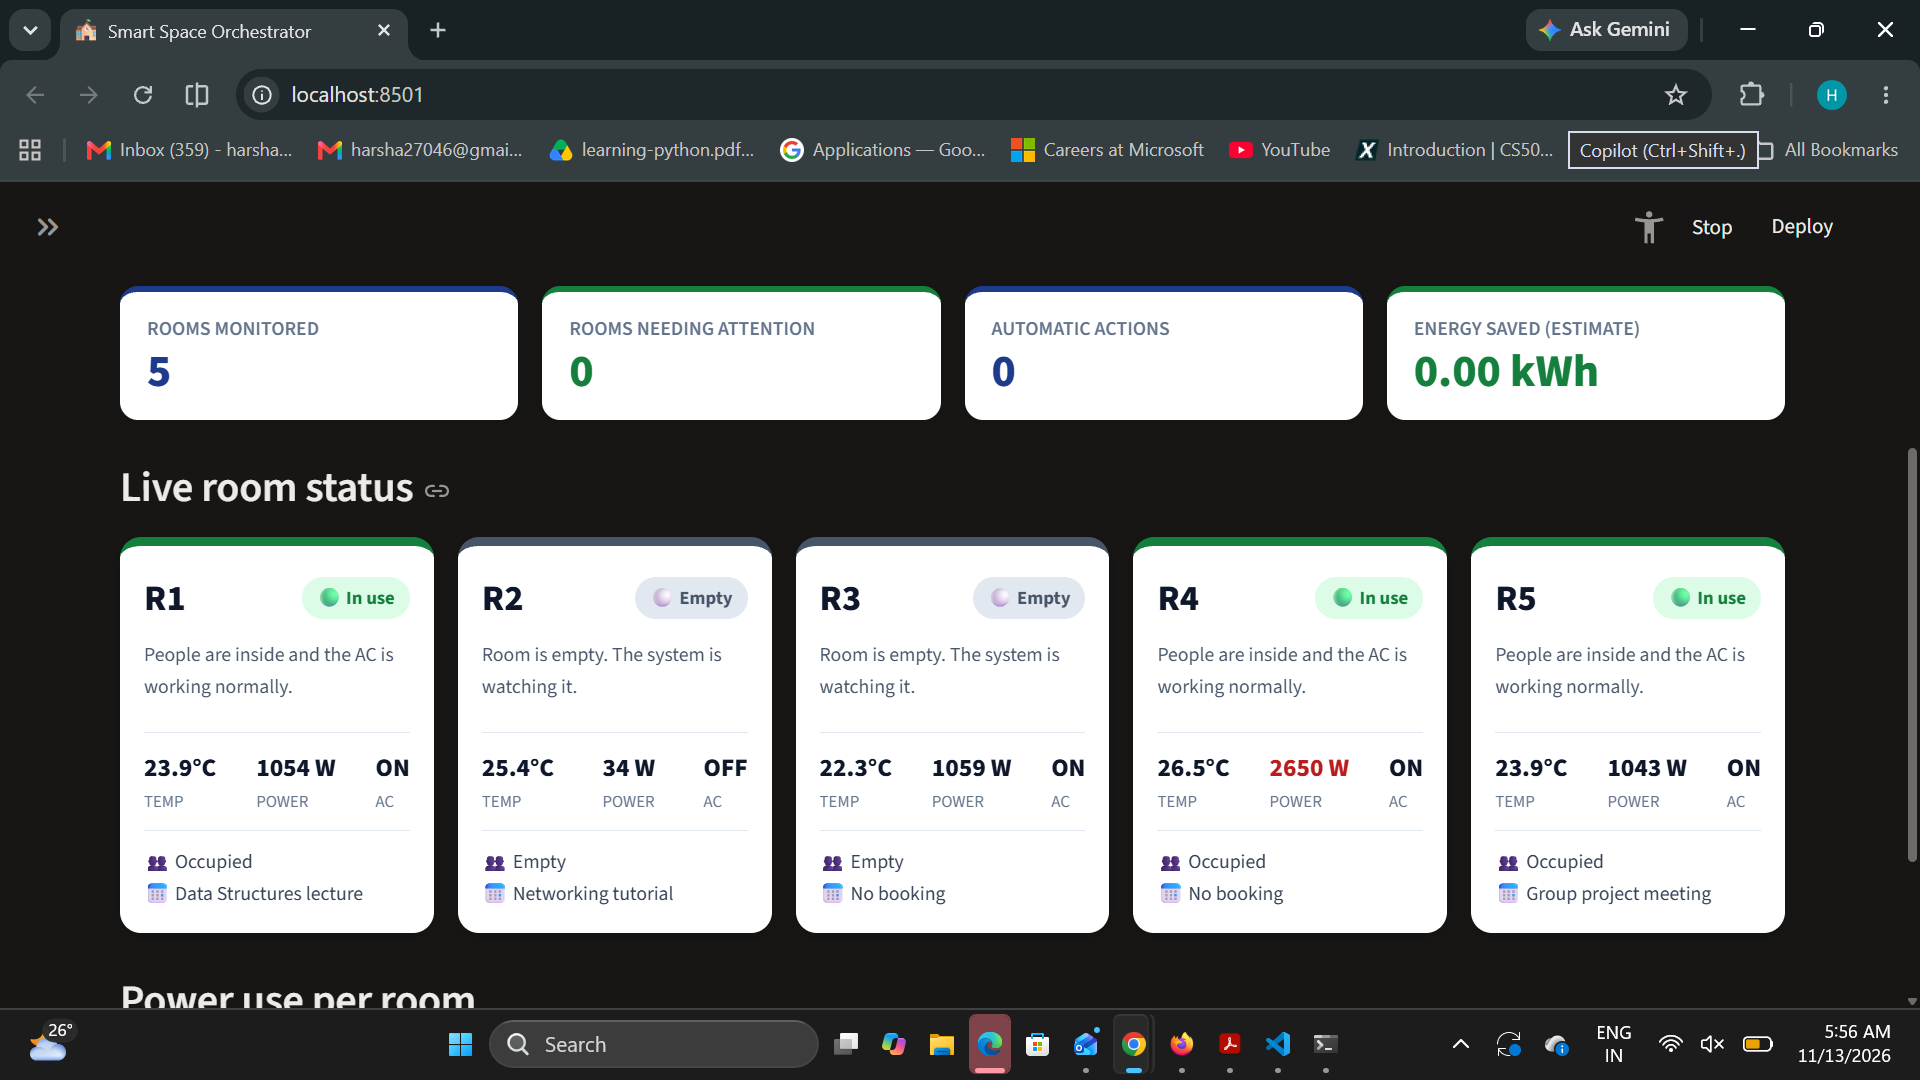 Smart Space Orchestrator
Ask Gemini
localhost:8501
H
Inbox (359) - harsha...
harsha27046@gmai...
learning-python.pdf...
Applications — Goo...
Careers at Microsoft
YouTube
Introduction | CS50...
Copilot (Ctrl+Shift+.)
All Bookmarks
Stop
Deploy
ROOMS MONITORED
5
ROOMS NEEDING ATTENTION
0
AUTOMATIC ACTIONS
0
ENERGY SAVED (ESTIMATE)
0.00 kWh
Live room status
R1
In use
People are inside and the AC is
working normally.
23.9°C
1054 W
ON
TEMP
POWER
AC
Occupied
Data Structures lecture
R2
Empty
Room is empty. The system is
watching it.
25.4°C
34 W
OFF
TEMP
POWER
AC
Empty
Networking tutorial
R3
Empty
Room is empty. The system is
watching it.
22.3°C
1059 W
ON
TEMP
POWER
AC
Empty
No booking
R4
In use
People are inside and the AC is
working normally.
26.5°C
2650 W
ON
TEMP
POWER
AC
Occupied
No booking
R5
In use
People are inside and the AC is
working normally.
23.9°C
1043 W
ON
TEMP
POWER
AC
Occupied
Group project meeting
Power use per room
26°
Search
ENG
IN
5:56 AM
11/13/2026